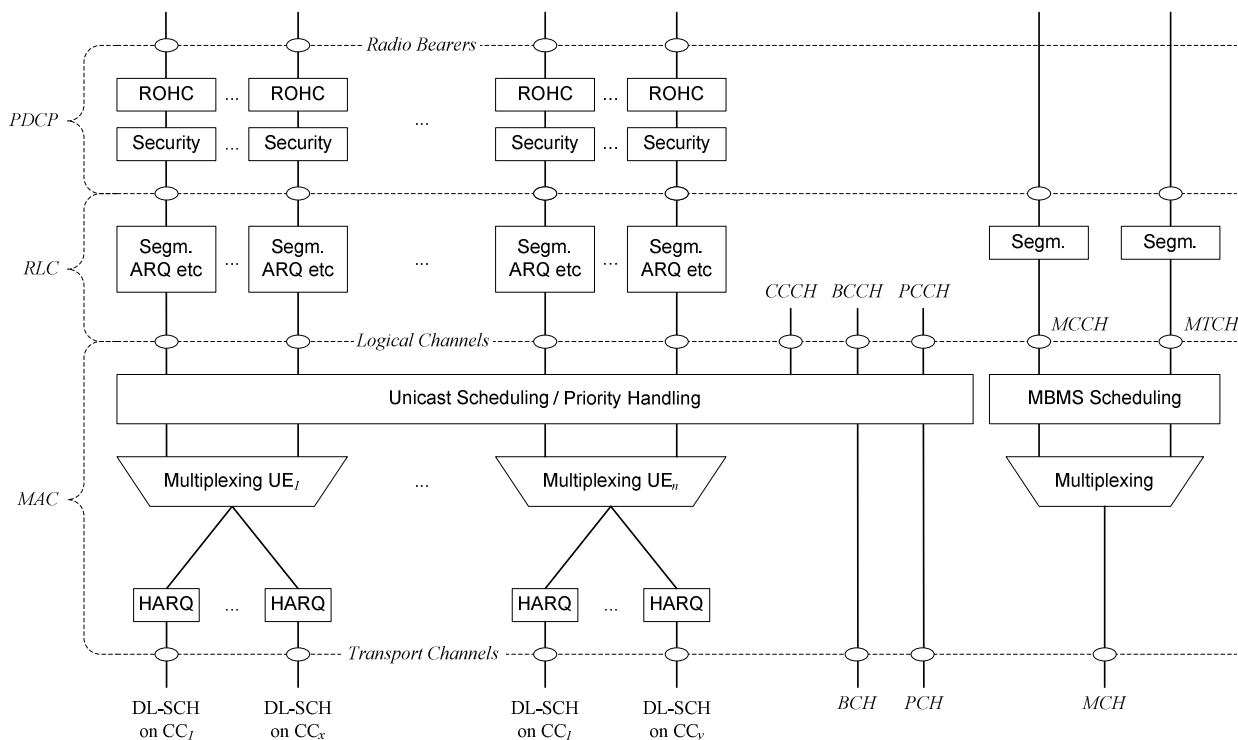 Radio Bearers
ROHC ... ROHC ROHC ... ROHC
PDCP ...
Security ... Security Security ... Security
Segm. ARQ etc ... Segm. ARQ etc ... Segm. ARQ etc ... Segm. ARQ etc Segm. Segm.
RLC
CCCH BCCH PCCH
MCCH MTCH
Logical Channels
Unicast Scheduling / Priority Handling MBMS Scheduling
Multiplexing UE1 ... Multiplexing UEn Multiplexing
MAC
HARQ ... HARQ HARQ ... HARQ
Transport Channels
DL-SCH DL-SCH DL-SCH DL-SCH BCH PCH MCH
on CC1 on CCx on CC1 on CCy